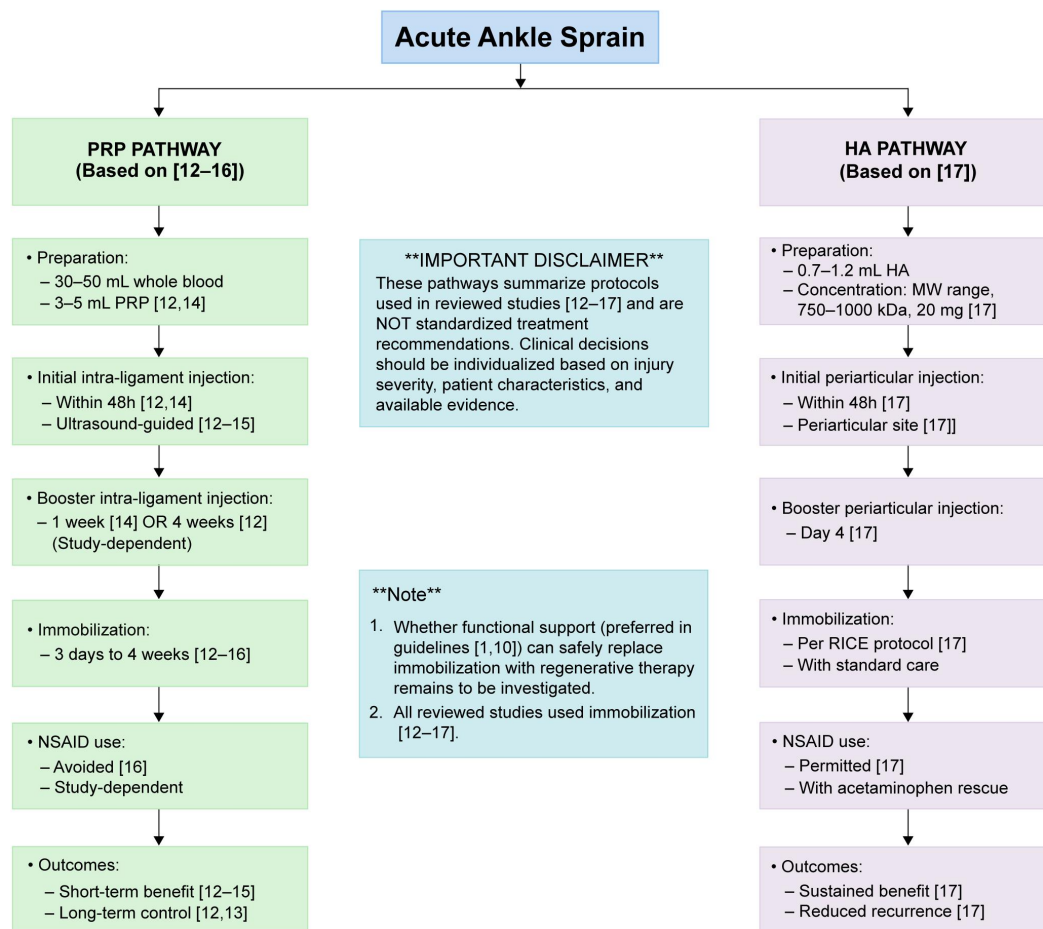 Acute Ankle Sprain
PRP PATHWAY
(Based on [12–16])
• Preparation:
– 30–50 mL whole blood
– 3–5 mL PRP [12,14]
• Initial intra-ligament injection:
– Within 48h [12,14]
– Ultrasound-guided [12–15]
• Booster intra-ligament injection:
– 1 week [14] OR 4 weeks [12]
(Study-dependent)
• Immobilization:
– 3 days to 4 weeks [12–16]
• NSAID use:
– Avoided [16]
– Study-dependent
• Outcomes:
– Short-term benefit [12–15]
– Long-term control [12,13]
**IMPORTANT DISCLAIMER**
These pathways summarize protocols
used in reviewed studies [12–17] and are
NOT standardized treatment
recommendations. Clinical decisions
should be individualized based on injury
severity, patient characteristics, and
available evidence.
**Note**
1. Whether functional support (preferred in
guidelines [1,10]) can safely replace
immobilization with regenerative therapy
remains to be investigated.
2. All reviewed studies used immobilization
[12–17].
HA PATHWAY
(Based on [17])
• Preparation:
– 0.7–1.2 mL HA
– Concentration: MW range,
750–1000 kDa, 20 mg [17]
• Initial periarticular injection:
– Within 48h [17]
– Periarticular site [17]]
• Booster periarticular injection:
– Day 4 [17]
• Immobilization:
– Per RICE protocol [17]
– With standard care
• NSAID use:
– Permitted [17]
– With acetaminophen rescue
• Outcomes:
– Sustained benefit [17]
– Reduced recurrence [17]